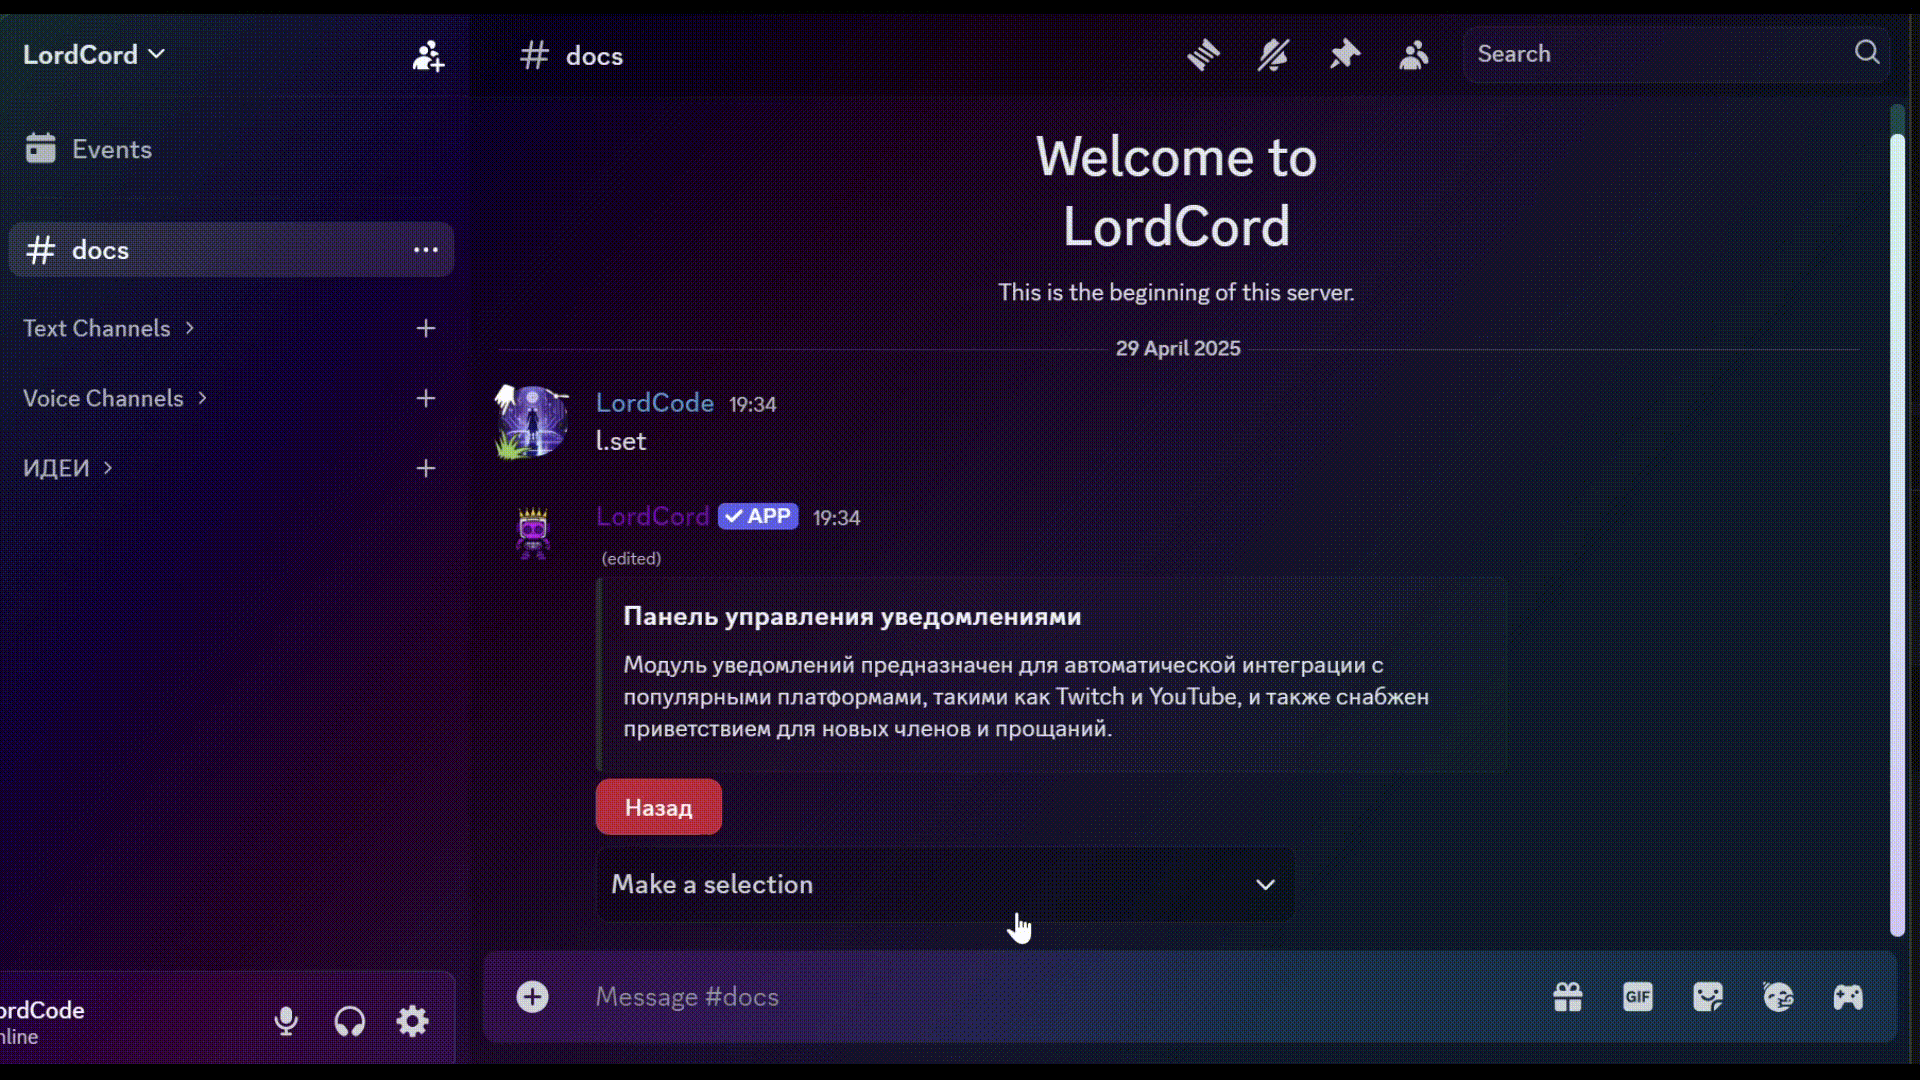 LordCord
Events
docs
Text Channels
Voice Channels
ИДЕИ
ordCode
nline
docs
Search
Welcome to
LordCord
This is the beginning of this server.
29 April 2025
LordCode 19:34
l.set
LordCord APP 19:34
(edited)
Панель управления уведомлениями
Модуль уведомлений предназначен для автоматической интеграции с
популярными платформами, такими как Twitch и YouTube, и также снабжен
приветствием для новых членов и прощаний.
Назад
Make a selection
Message #docs
GIF